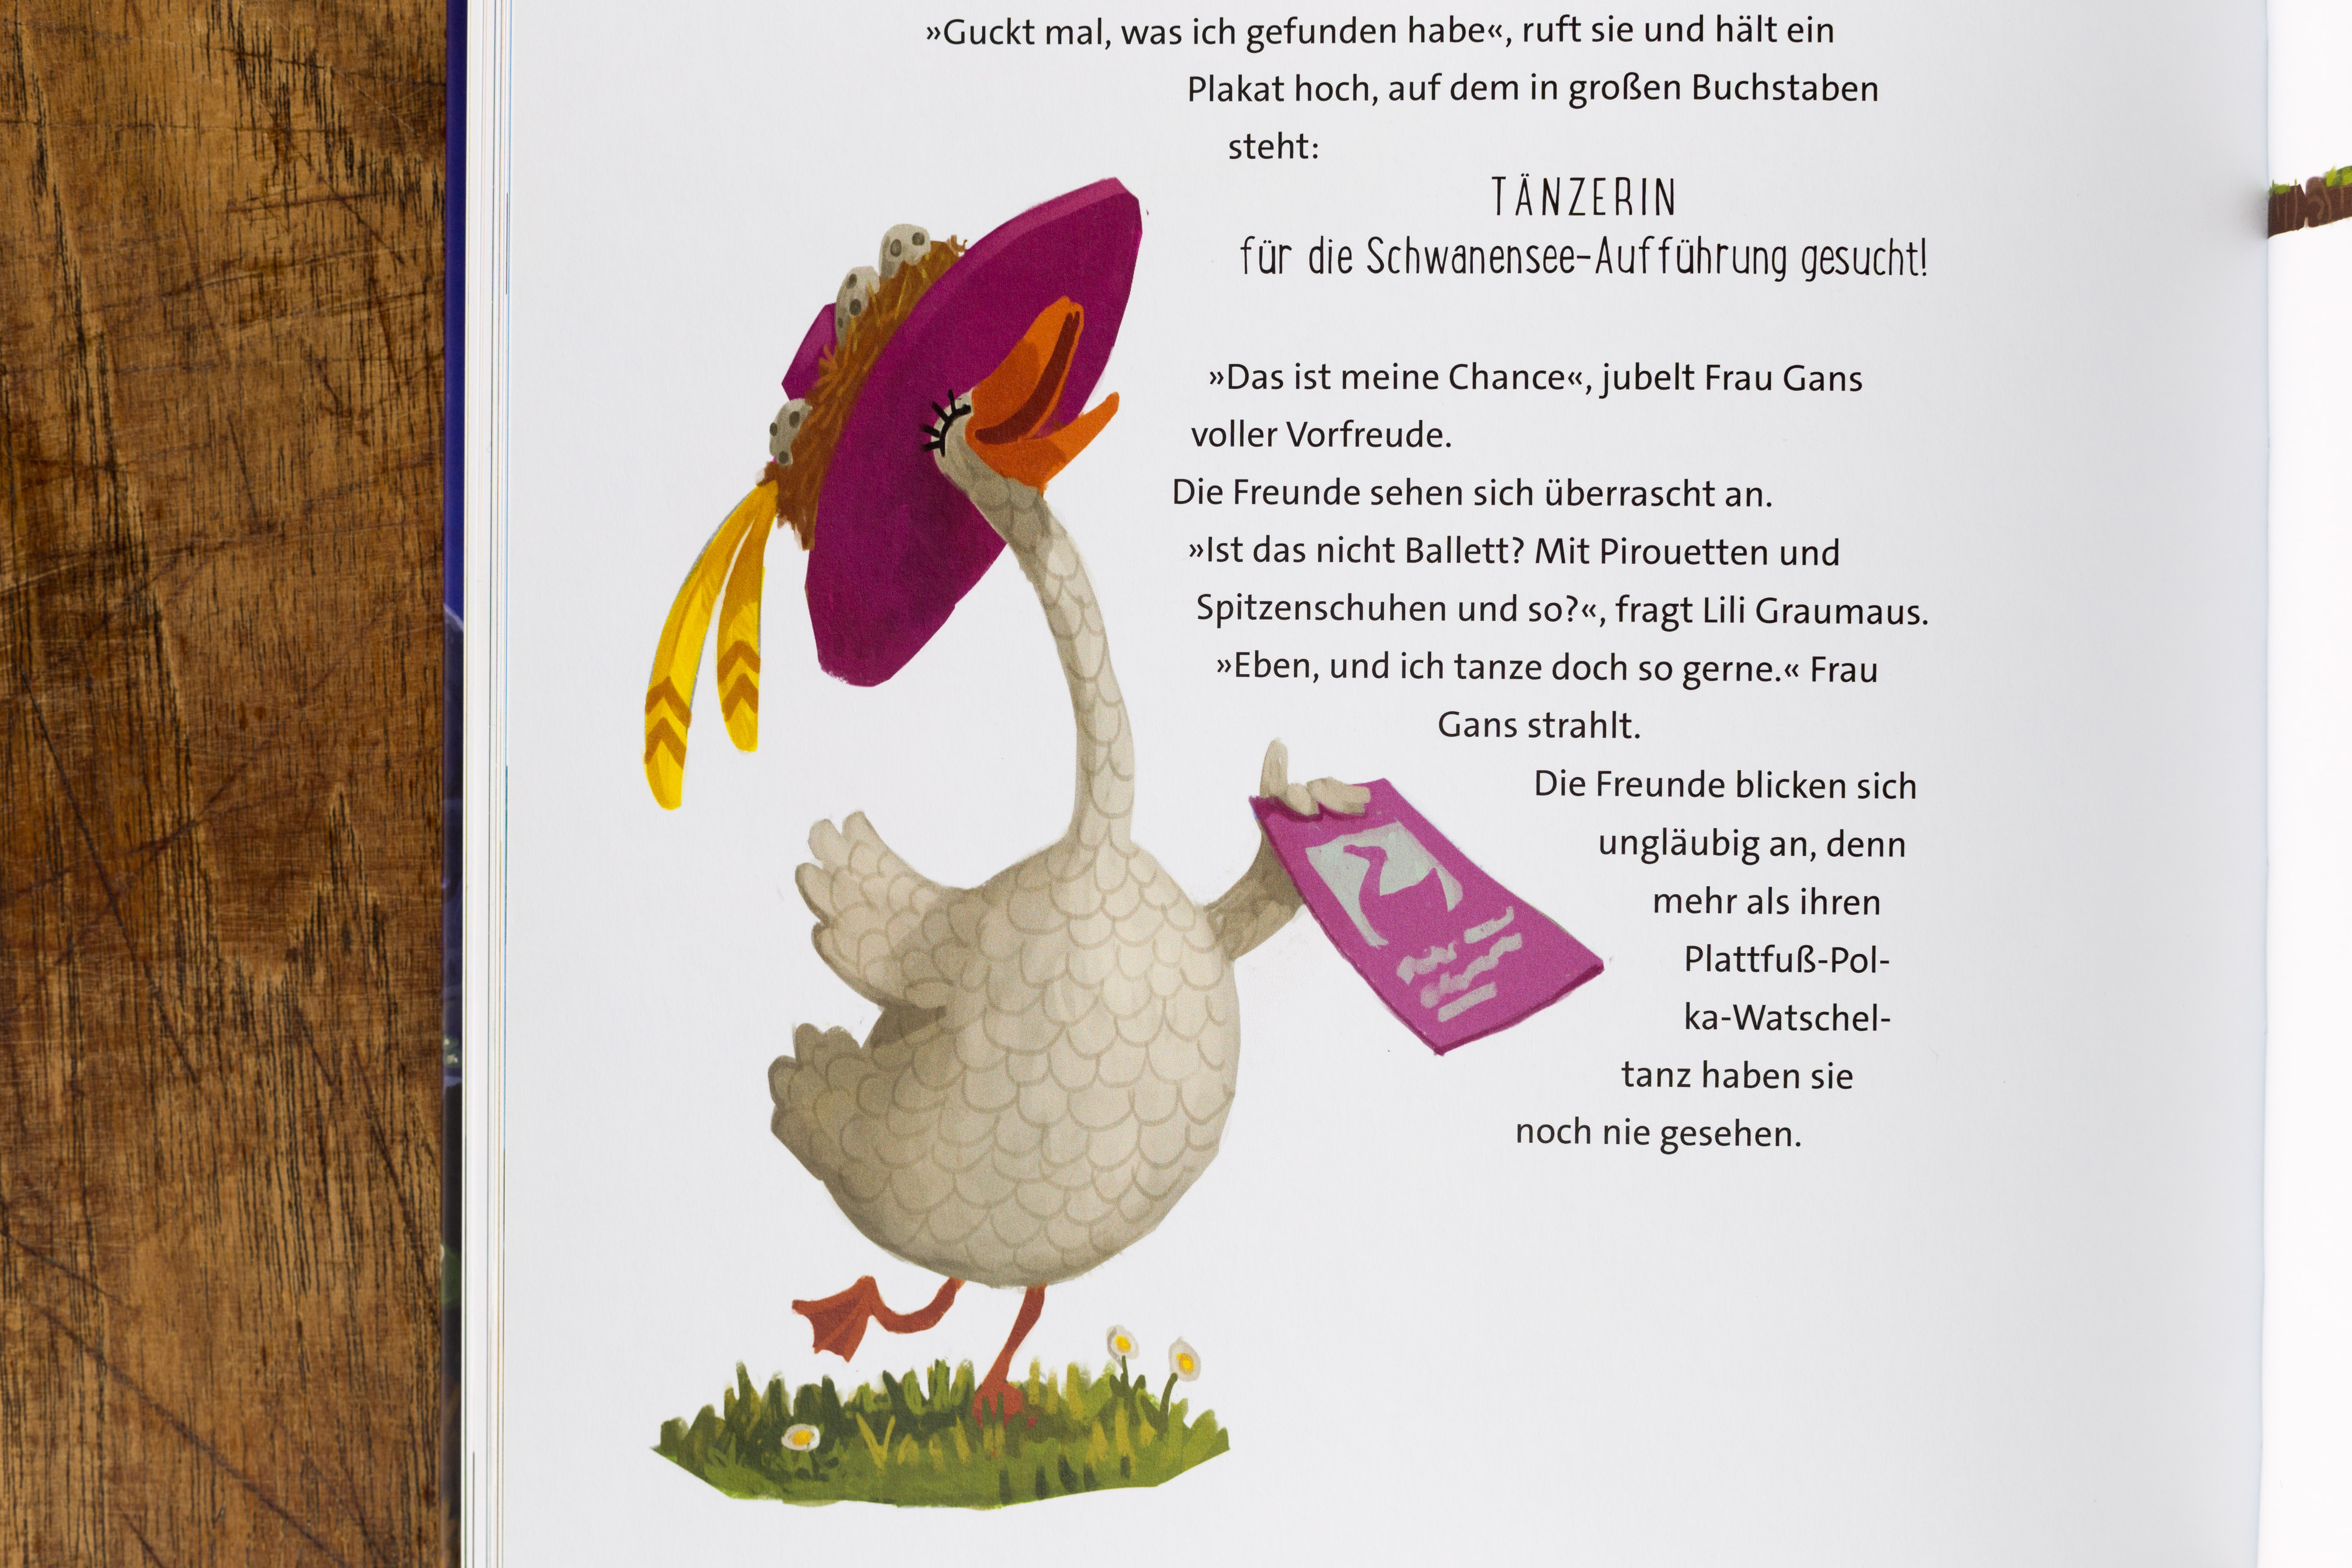 »Guckt mal, was ich gefunden habe«, ruft sie und hält ein
Plakat hoch, auf dem in großen Buchstaben
steht:
TÄNZERIN
für die Schwanensee-Aufführung gesucht!
»Das ist meine Chance«, jubelt Frau Gans
voller Vorfreude.
Die Freunde sehen sich überrascht an.
»Ist das nicht Ballett? Mit Pirouetten und
Spitzenschuhen und so?«, fragt Lili Graumaus.
»Eben, und ich tanze doch so gerne.« Frau
Gans strahlt.
Die Freunde blicken sich
ungläubig an, denn
mehr als ihren
Plattfuß-Pol-
ka-Watschel-
tanz haben sie
noch nie gesehen.